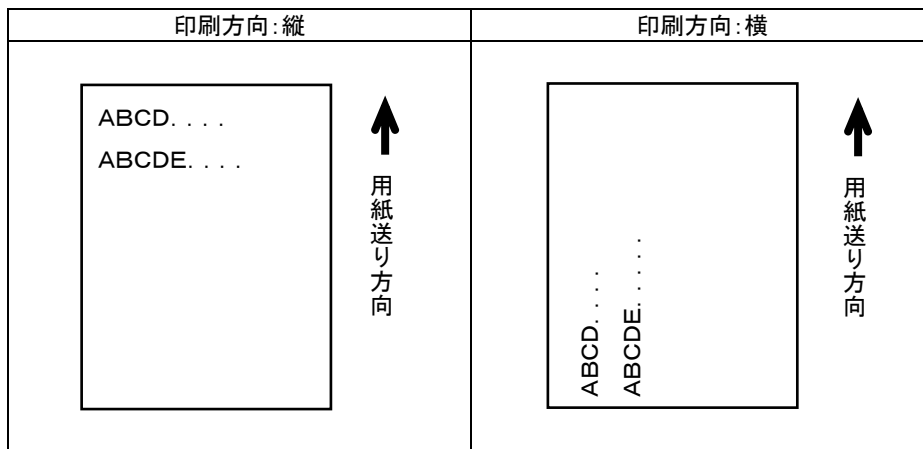 印刷方向:縦
印刷方向:横
ABCD. . . .
ABCDE. . . .
用紙送り方向
ABCD. . . .
ABCDE. . . . .
用紙送り方向